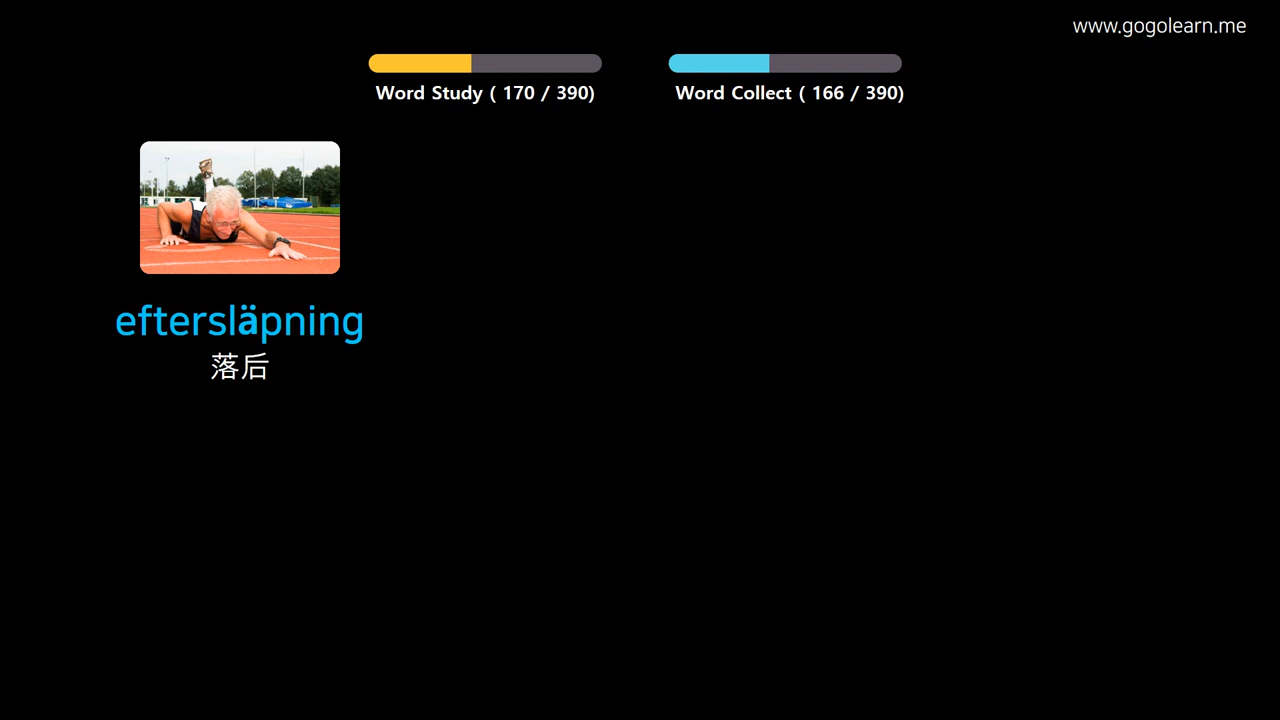 www.gogolearn.me
Word Study ( 170 / 390)
Word Collect ( 166 / 390)
eftersläpning
落后